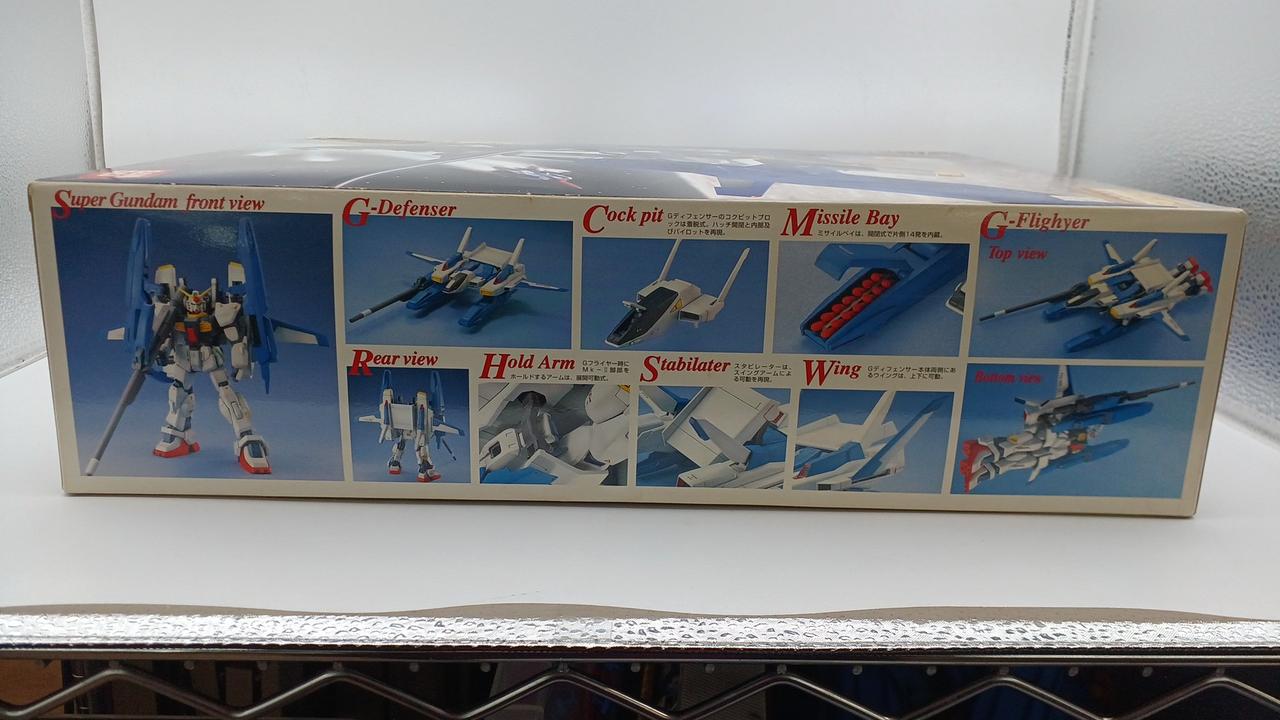 Super Gundam front view
G-Defenser
Cock pit
Gディフェンサーのコクピットブロ
ックは着脱式。ハッチ開閉と内部及
びパイロットを再現。
Missile Bay
ミサイルベイは、開閉式で片側14発を内蔵。
G-Flighyer
Top view
Rear view
Hold Arm
Gフライヤー時に
Mk-Ⅱ脚部を
ホールドするアームは、展開可動式。
Stabilater
スタビレーターは、
スイングアームによ
る可動を再現。
Wing
Gディフェンサー本体両側にあ
るウイングは、上下に可動。
Bottom view